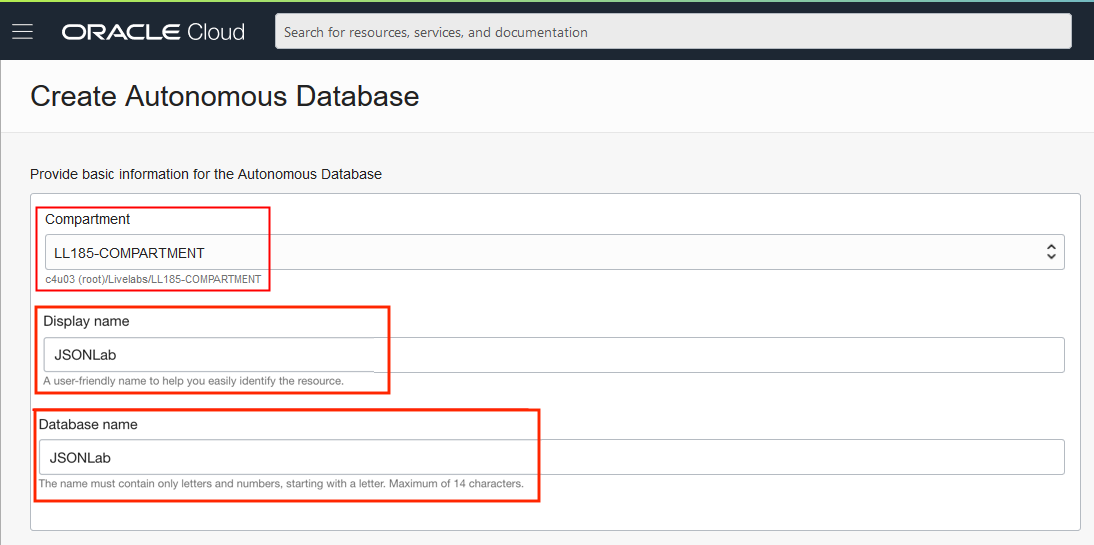 ORACLE Cloud
Search for resources, services, and documentation
Create Autonomous Database
Provide basic information for the Autonomous Database
Compartment
LL185-COMPARTMENT
c4u03 (root)/Livelabs/LL185-COMPARTMENT
Display name
JSONLab
A user-friendly name to help you easily identify the resource.
Database name
JSONLab
The name must contain only letters and numbers, starting with a letter. Maximum of 14 characters.